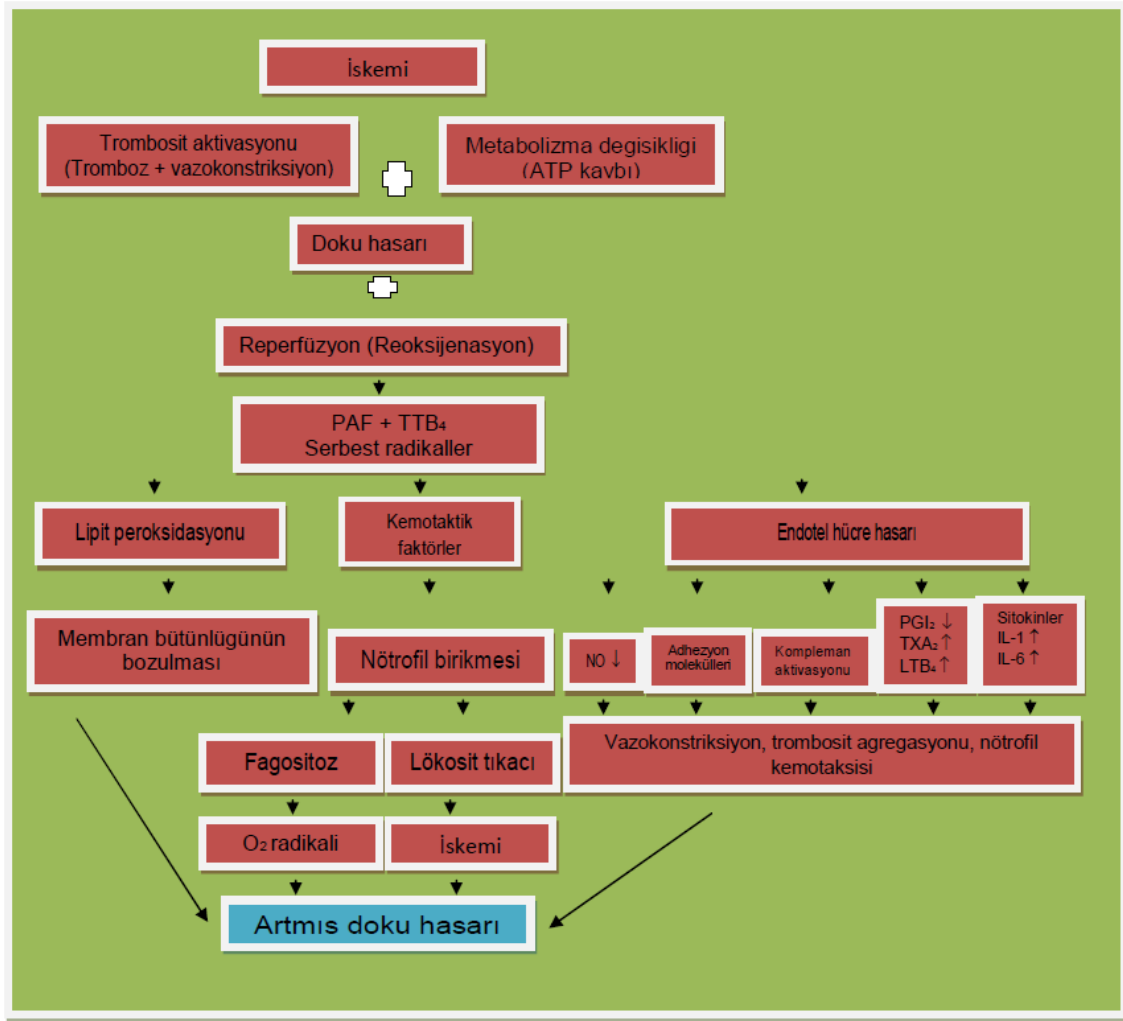 İskemi
Trombosit aktivasyonu
(Tromboz + vazokonstriksiyon)
Metabolizma degisikligi
(ATP kavbı)
Doku hasarı
Reperfüzyon (Reoksijenasyon)
PAF + TTB₄
Serbest radikaller
Lipit peroksidasyonu
Kemotaktik
faktörler
Endotel hücre hasarı
Membran bütünlügünün
bozulması
Nötrofil birikmesi
NO ↓
Adhezyon
molekülleri
Kompleman
aktivasyonu
PGI₂ ↓
TXA₂ ↑
LTB₄ ↑
Sitokinler
IL-1 ↑
IL-6 ↑
Fagositoz
Lökosit tıkacı
Vazokonstriksiyon, trombosit agregasyonu, nötrofil
kemotaksisi
O₂ radikali
İskemi
Artmıs doku hasarı